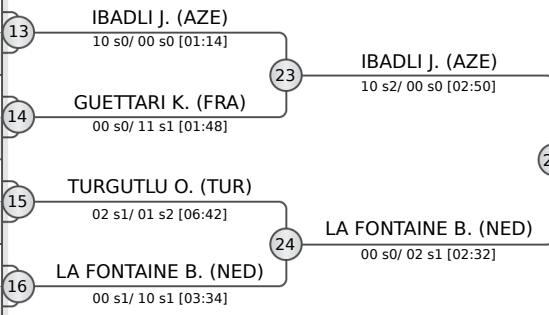 IBADLI J. (AZE)
13
10 s0/ 00 s0 [01:14]
23
IBADLI J. (AZE)
10 s2/ 00 s0 [02:50]
GUETTARI K. (FRA)
14
00 s0/ 11 s1 [01:48]
TURGUTLU O. (TUR)
15
02 s1/ 01 s2 [06:42]
24
LA FONTAINE B. (NED)
00 s0/ 02 s1 [02:32]
LA FONTAINE B. (NED)
16
00 s1/ 10 s1 [03:34]